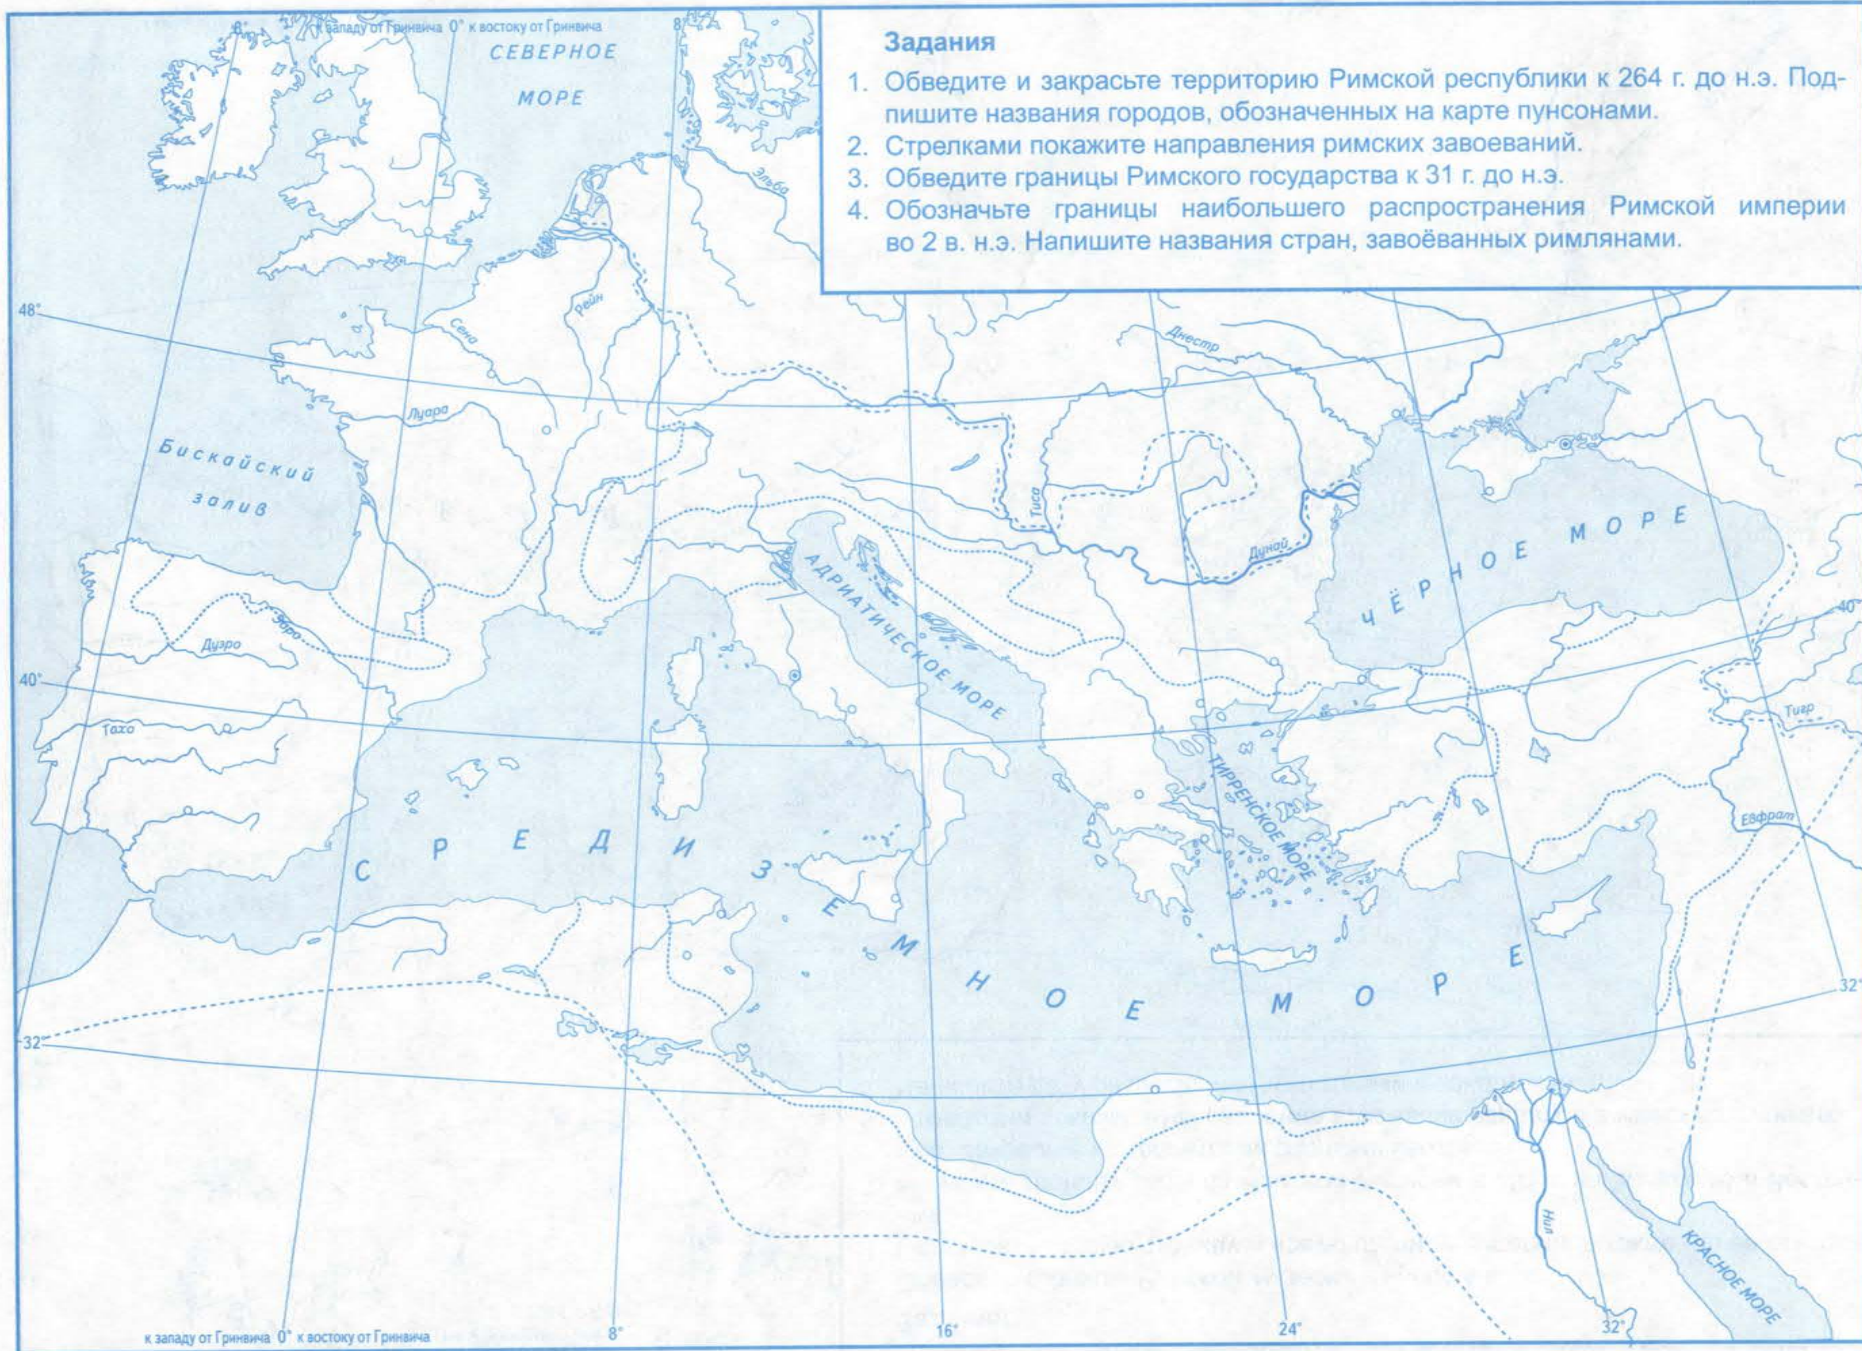 8° к западу от Гринвича 0° к востоку от Гринвича 8°
СЕВЕРНОЕ
МОРЕ
Задания
1. Обведите и закрасьте территорию Римской республики к 264 г. до н.э. Под-
пишите названия городов, обозначенных на карте пунсонами.
2. Стрелками покажите направления римских завоеваний.
3. Обведите границы Римского государства к 31 г. до н.э.
4. Обозначьте границы наибольшего распространения Римской империи
во 2 в. н.э. Напишите названия стран, завоёванных римлянами.
Эльба
48°
Сена
Рейн
Днестр
Луара
Бискайский
залив
Тиса
Дунай
ЧЁРНОЕ МОРЕ
АДРИАТИЧЕСКОЕ МОРЕ
40°
Эбро
Дуэро
40°
Тахо
Тигр
ТИРРЕНСКОЕ МОРЕ
Евфрат
СРЕДИЗЕМНОЕ МОРЕ
32°
32°
Нил
КРАСНОЕ МОРЕ
к западу от Гринвича 0° к востоку от Гринвича 8° 16° 24° 32°